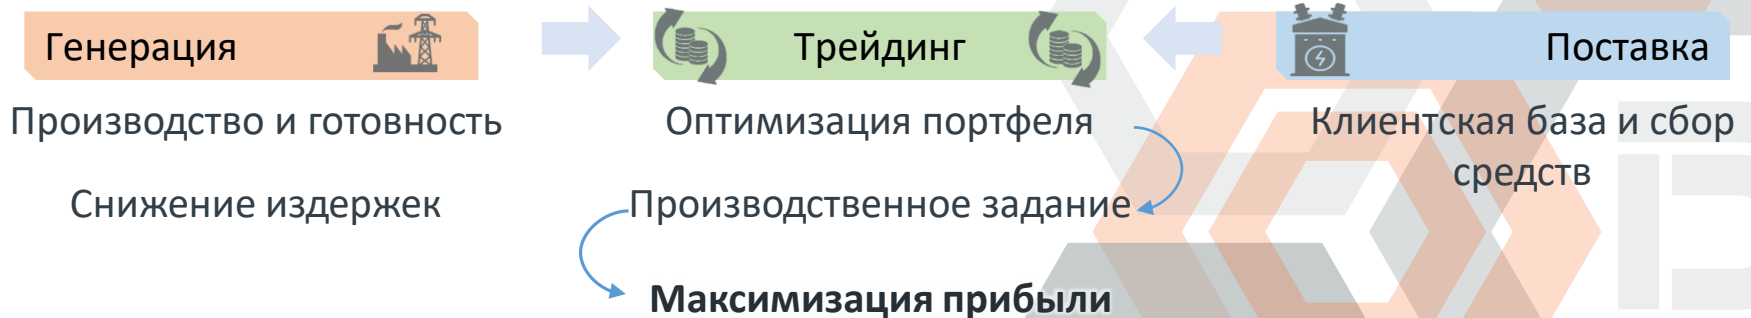 Генерация
Производство и готовность
Снижение издержек
Трейдинг
Оптимизация портфеля
Производственное задание
Максимизация прибыли
Поставка
Клиентская база и сбор
средств